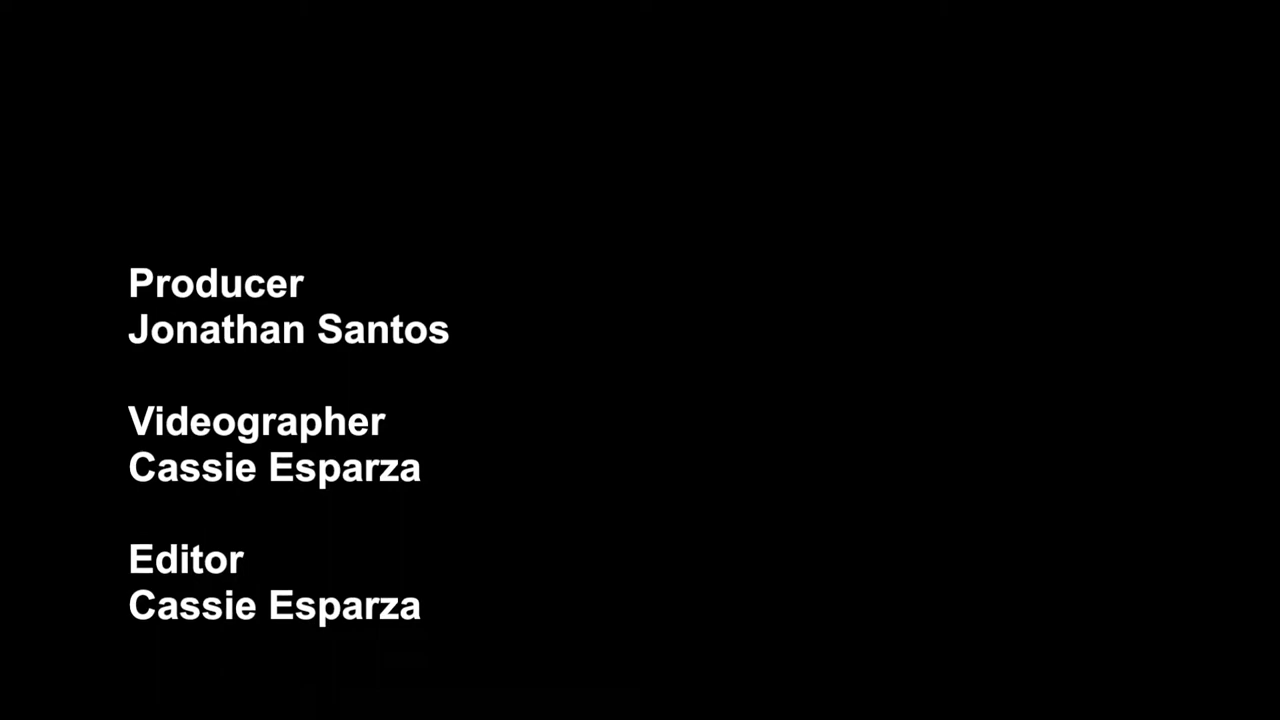 Producer
Jonathan Santos
Videographer
Cassie Esparza
Editor
Cassie Esparza